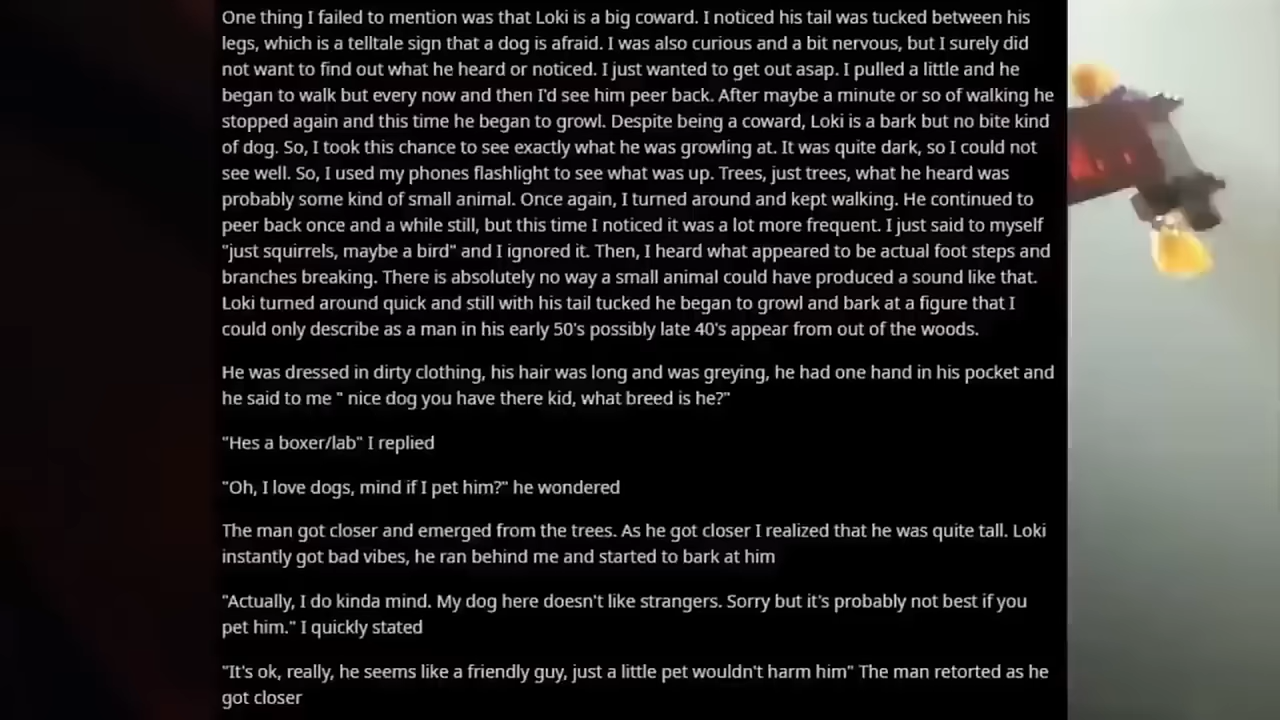 One thing I failed to mention was that Loki is a big coward. I noticed his tail was tucked between his
legs, which is a telltale sign that a dog is afraid. I was also curious and a bit nervous, but I surely did
not want to find out what he heard or noticed. I just wanted to get out asap. I pulled a little and he
began to walk but every now and then I'd see him peer back. After maybe a minute or so of walking he
stopped again and this time he began to growl. Despite being a coward, Loki is a bark but no bite kind
of dog. So, I took this chance to see exactly what he was growling at. It was quite dark, so I could not
see well. So, I used my phones flashlight to see what was up. Trees, just trees, what he heard was
probably some kind of small animal. Once again, I turned around and kept walking. He continued to
peer back once and a while still, but this time I noticed it was a lot more frequent. I just said to myself
"just squirrels, maybe a bird" and I ignored it. Then, I heard what appeared to be actual foot steps and
branches breaking. There is absolutely no way a small animal could have produced a sound like that.
Loki turned around quick and still with his tail tucked he began to growl and bark at a figure that I
could only describe as a man in his early 50's possibly late 40's appear from out of the woods.
He was dressed in dirty clothing, his hair was long and was greying, he had one hand in his pocket and
he said to me " nice dog you have there kid, what breed is he?"
"Hes a boxer/lab" I replied
"Oh, I love dogs, mind if I pet him?" he wondered
The man got closer and emerged from the trees. As he got closer I realized that he was quite tall. Loki
instantly got bad vibes, he ran behind me and started to bark at him
"Actually, I do kinda mind. My dog here doesn't like strangers. Sorry but it's probably not best if you
pet him." I quickly stated
"It's ok, really, he seems like a friendly guy, just a little pet wouldn't harm him" The man retorted as he
got closer